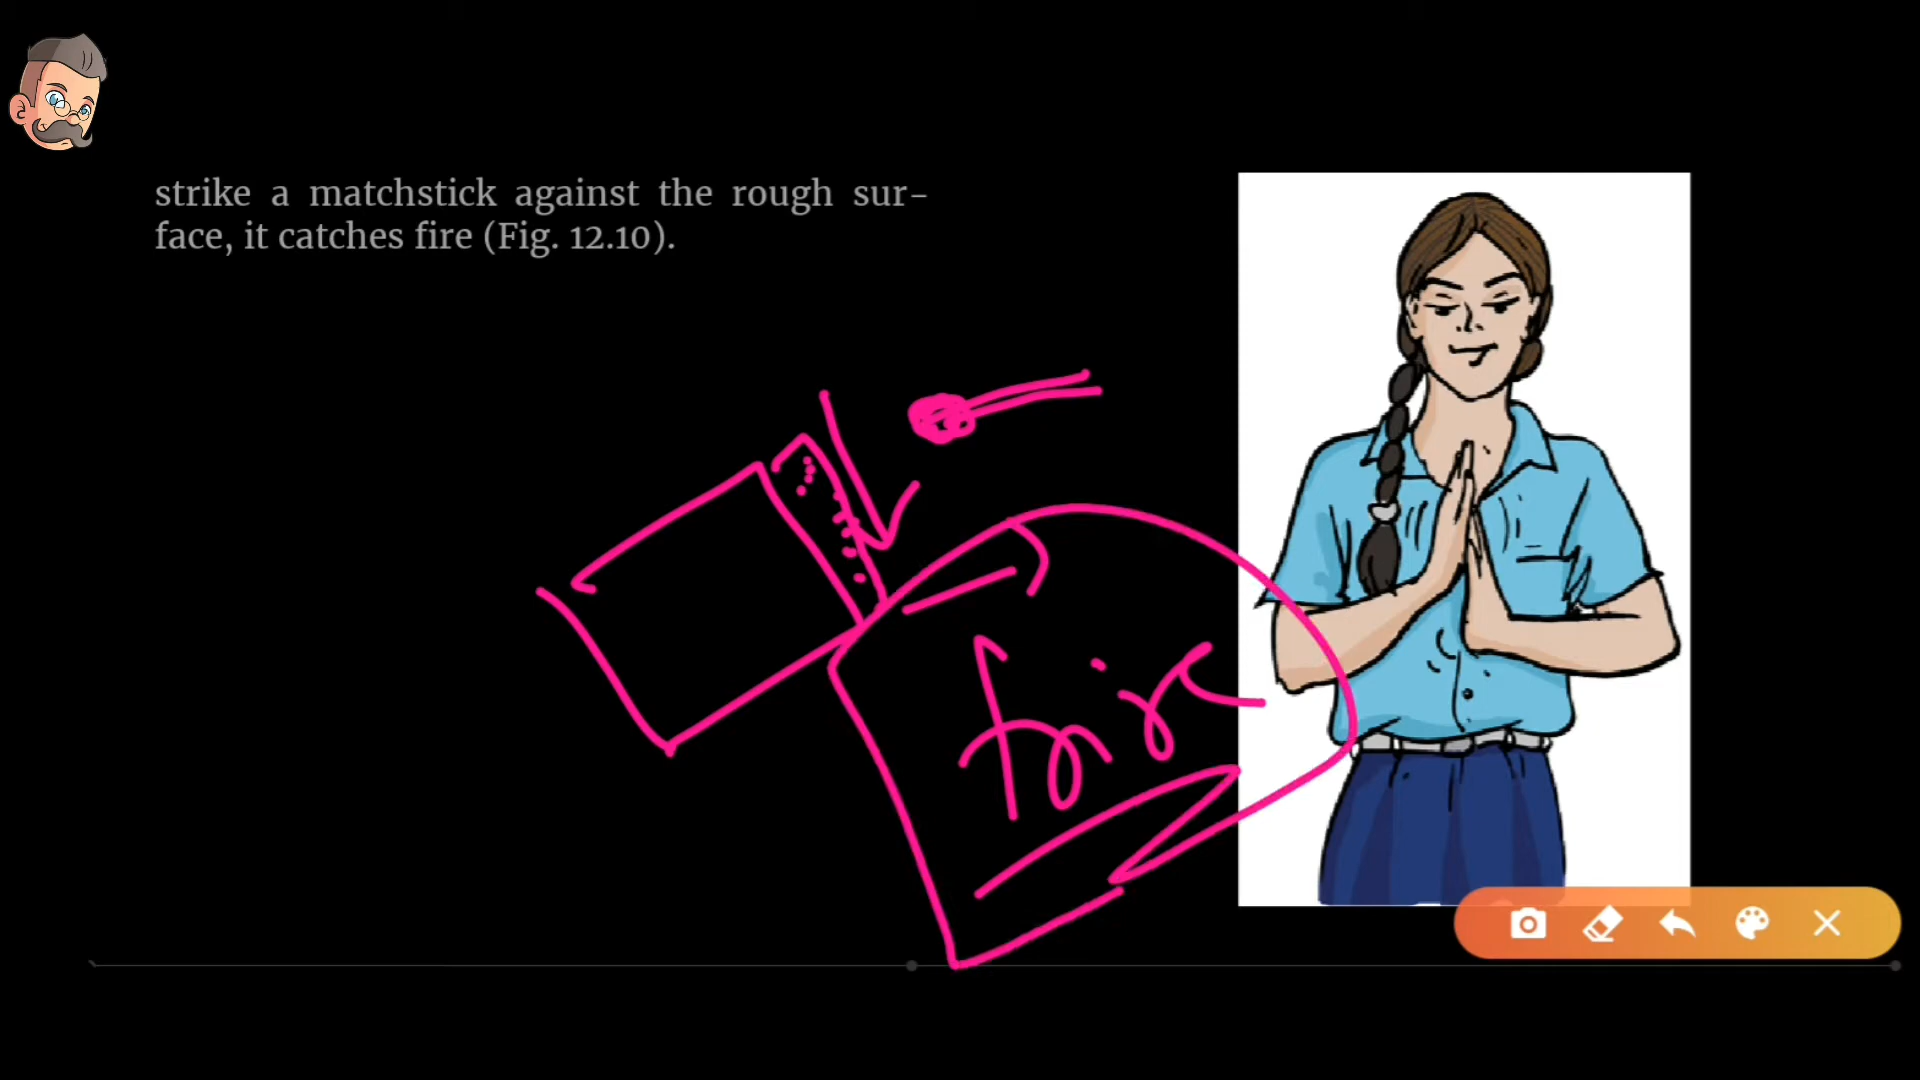 strike a matchstick against the rough sur-
face, it catches fire (Fig. 12.10).
fire